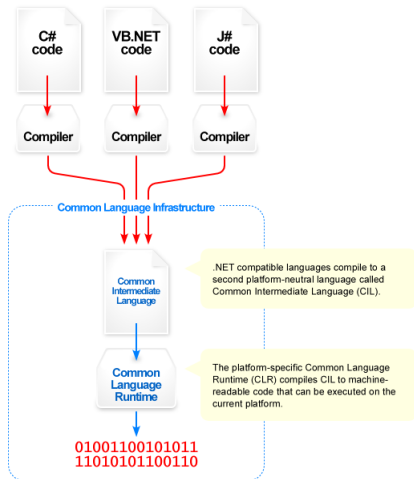 C#
code
VB.NET
code
J#
code
Compiler
Compiler
Compiler
Common Language Infrastructure
Common
Intermediate
Language
.NET compatible languages compile to a
second platform-neutral language called
Common Intermediate Language (CIL).
Common
Language
Runtime
The platform-specific Common Language
Runtime (CLR) compiles CIL to machine-
readable code that can be executed on the
current platform.
01001100101011
11010101100110